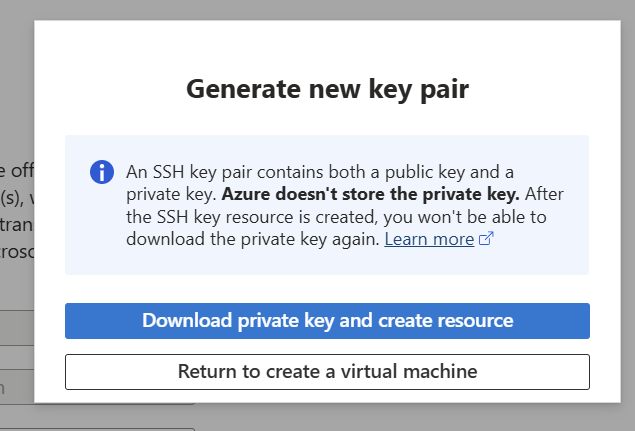 Generate new key pair
An SSH key pair contains both a public key and a
private key. Azure doesn't store the private key. After
the SSH key resource is created, you won't be able to
download the private key again. Learn more
Download private key and create resource
Return to create a virtual machine